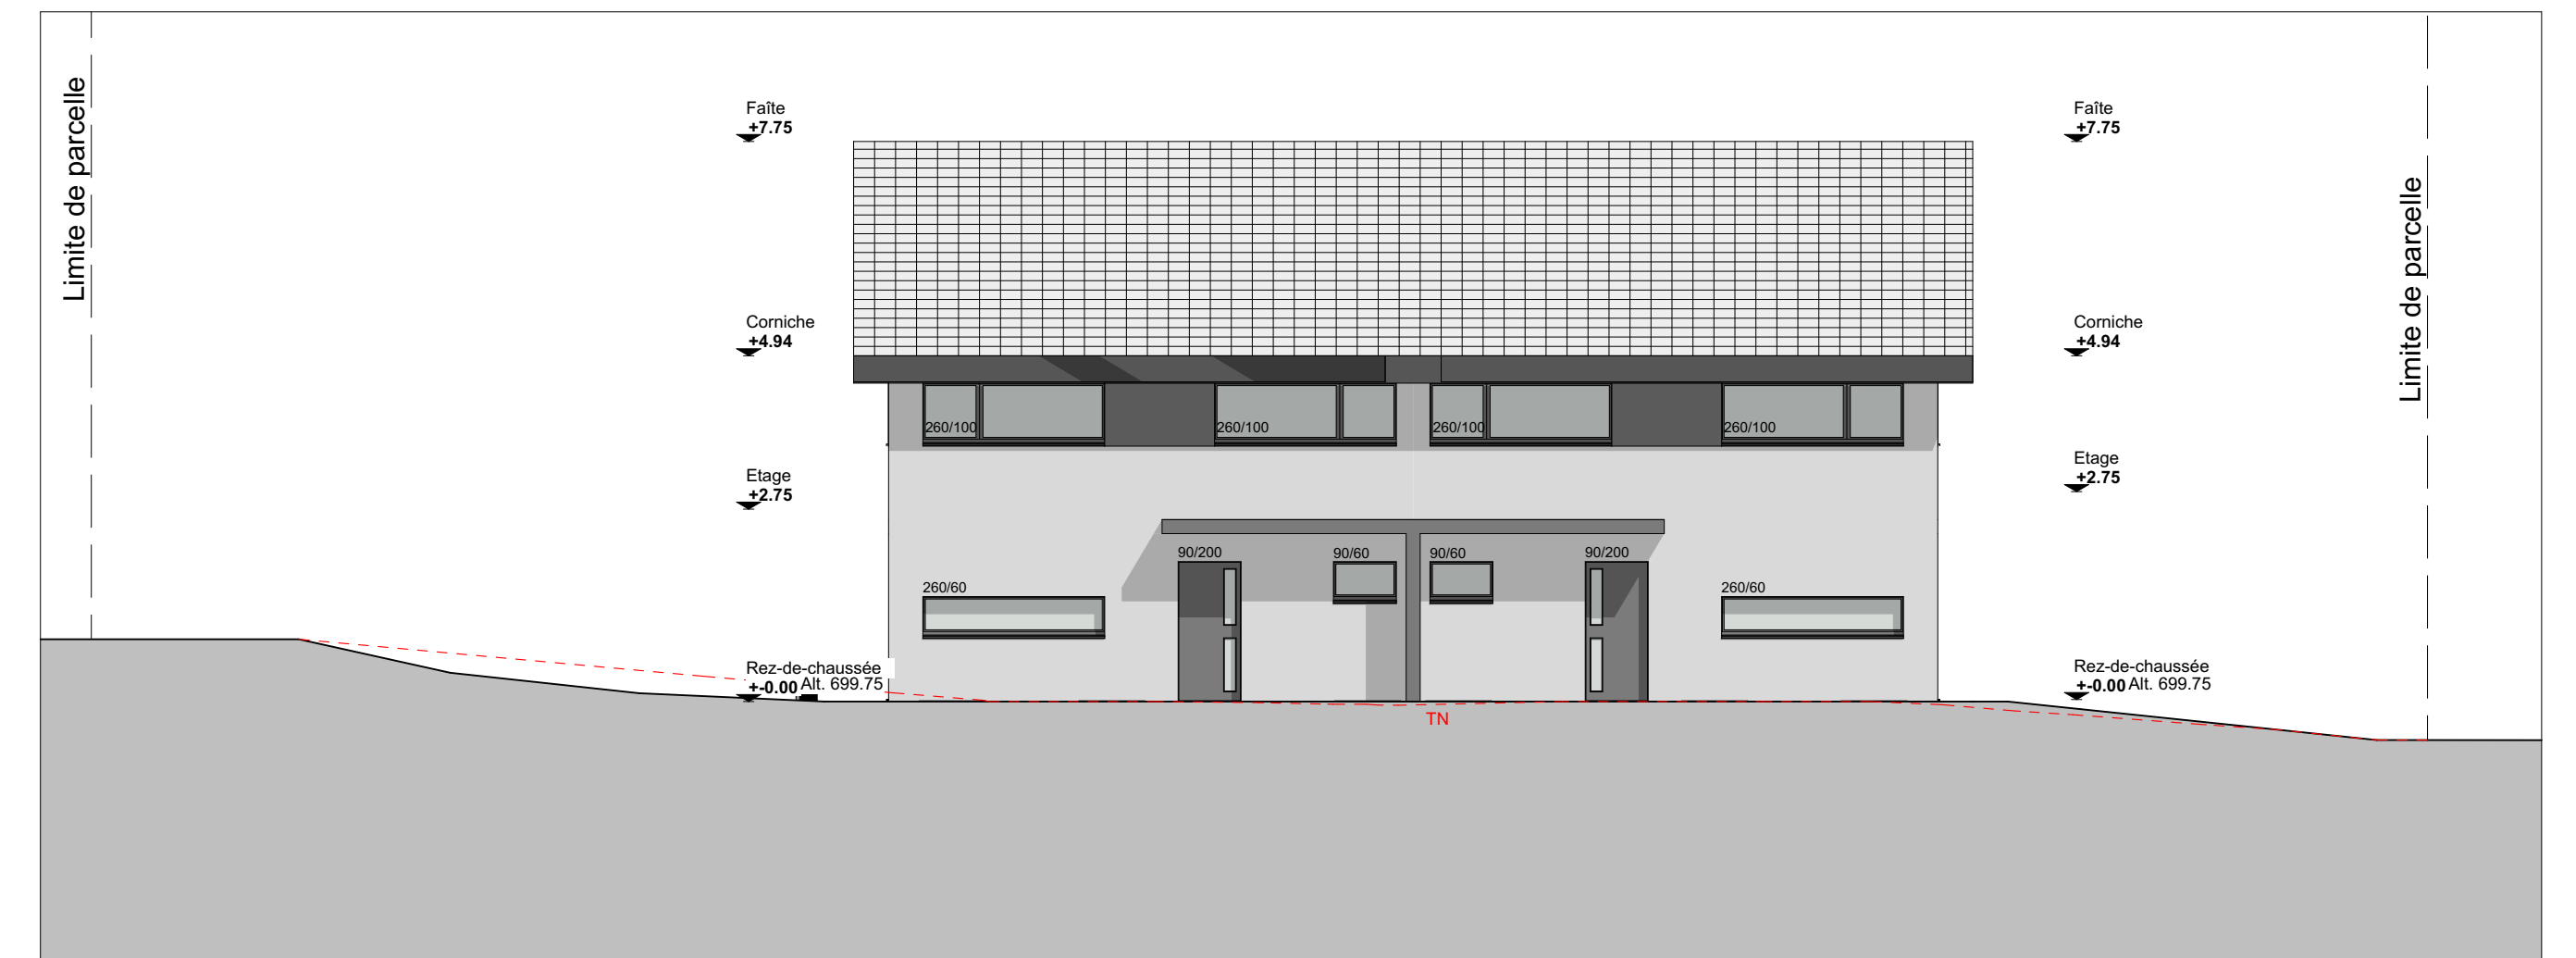 Limite de parcelle
Faîte
+7.75
Faîte
+7.75
Limite de parcelle
Corniche
+4.94
Corniche
+4.94
260/100
260/100
260/100
260/100
Etage
+2.75
Etage
+2.75
90/200
90/60
90/60
90/200
260/60
260/60
Rez-de-chaussée
+-0.00 Alt. 699.75
Rez-de-chaussée
+-0.00 Alt. 699.75
TN